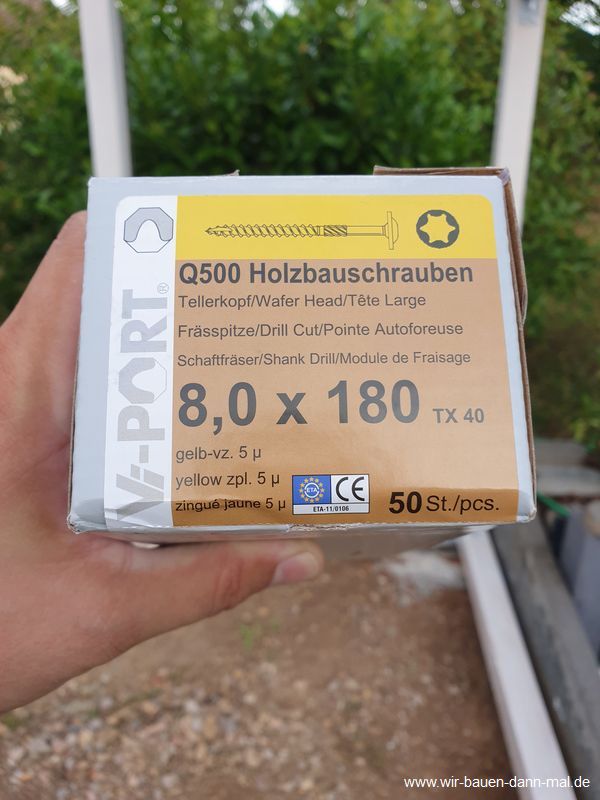 Q500 Holzbauschrauben
Tellerkopf/Wafer Head/Tête Large
Frässpitze/Drill Cut/Pointe Autoforeuse
Schaftfräser/Shank Drill/Module de Fraisage
8,0 x 180 TX 40
gelb-vz. 5 µ
yellow zpl. 5 µ
zingué jaune 5 µ
ETA
CE
ETA-11/0106
50 St./pcs.
Wi-PORT®
www.wir-bauen-dann-mal.de